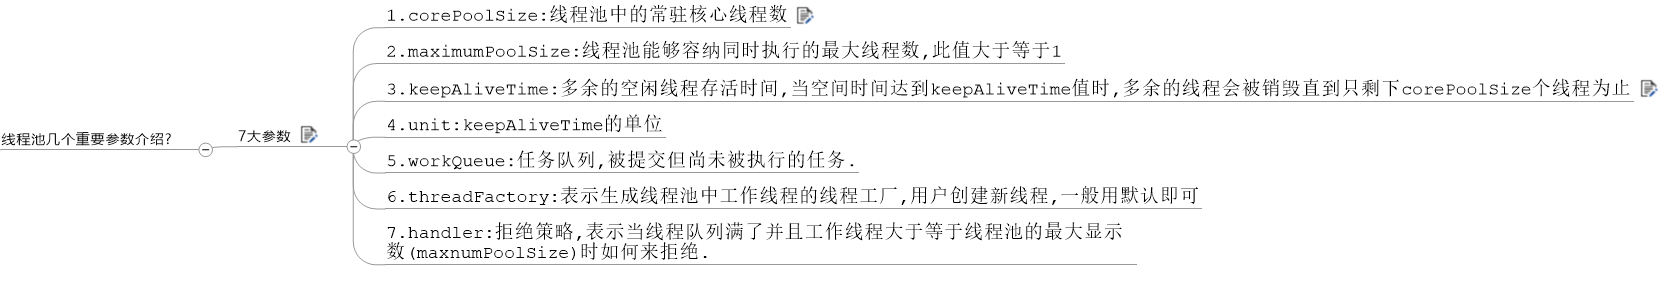 线程池几个重要参数介绍?
7大参数
1.corePoolSize:线程池中的常驻核心线程数
2.maximumPoolSize:线程池能够容纳同时执行的最大线程数,此值大于等于1
3.keepAliveTime:多余的空闲线程存活时间,当空间时间达到keepAliveTime值时,多余的线程会被销毁直到只剩下corePoolSize个线程为止
4.unit:keepAliveTime的单位
5.workQueue:任务队列,被提交但尚未被执行的任务.
6.threadFactory:表示生成线程池中工作线程的线程工厂,用户创建新线程,一般用默认即可
7.handler:拒绝策略,表示当线程队列满了并且工作线程大于等于线程池的最大显示
数(maxnumPoolSize)时如何来拒绝.